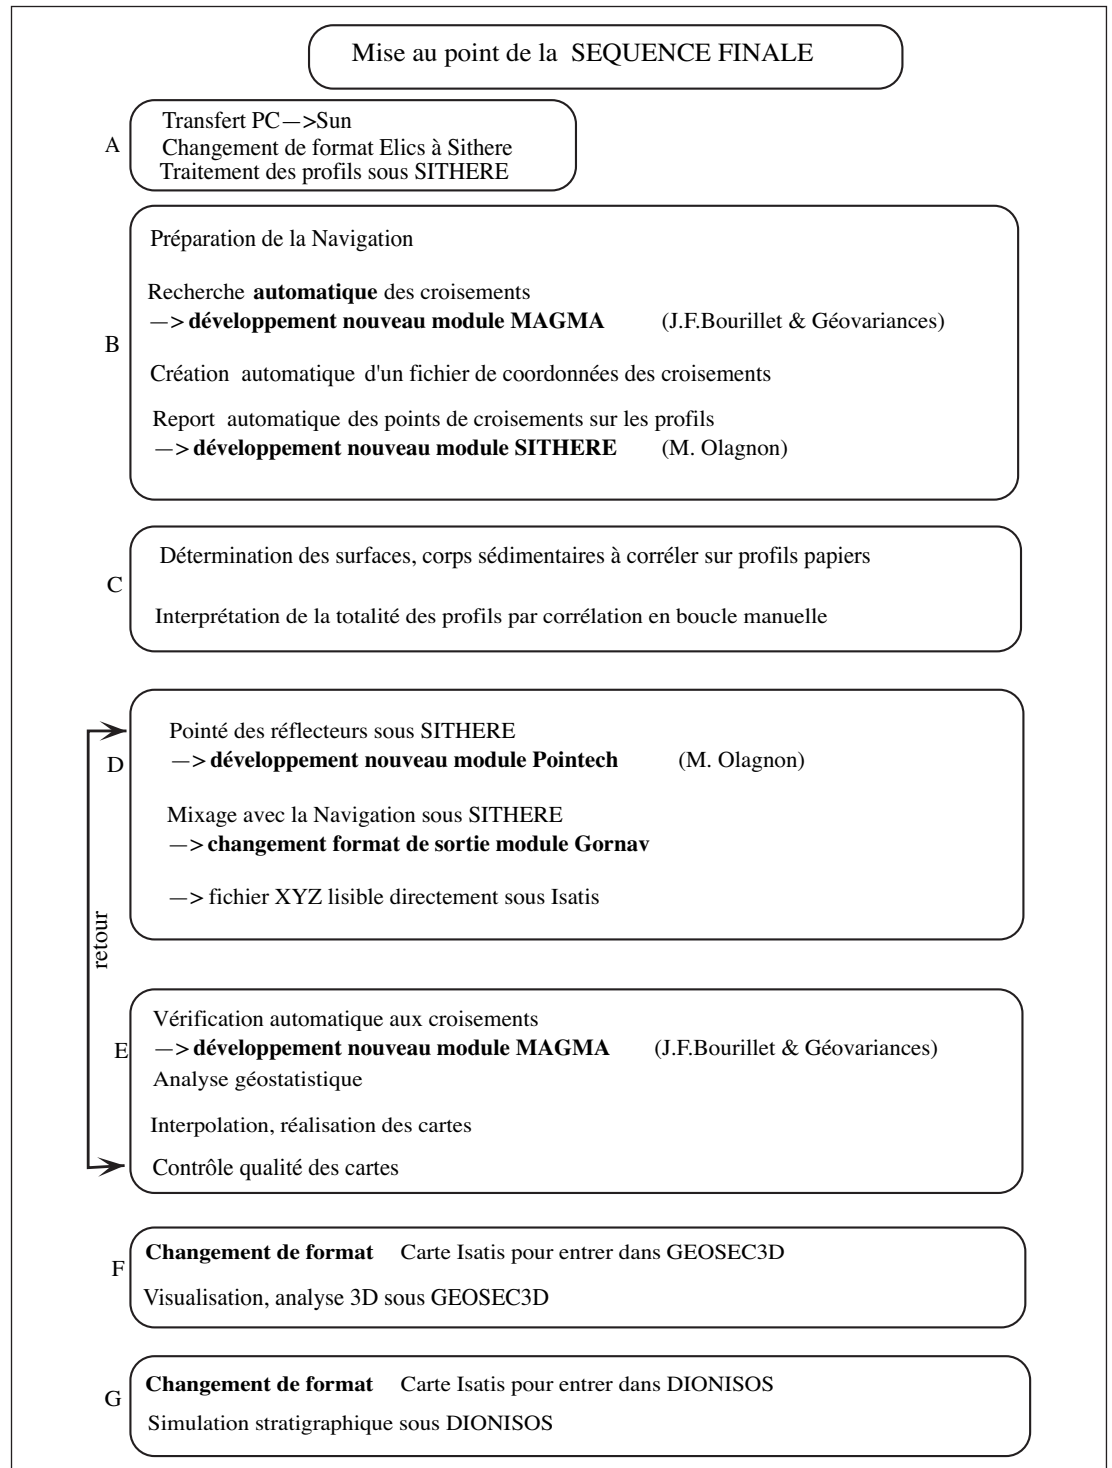 Mise au point de la SEQUENCE FINALE
A
Transfert PC—>Sun
Changement de format Elics à Sithere
Traitement des profils sous SITHERE
B
Préparation de la Navigation
Recherche automatique des croisements
—> développement nouveau module MAGMA (J.F.Bourillet & Géovariances)
Création automatique d'un fichier de coordonnées des croisements
Report automatique des points de croisements sur les profils
—> développement nouveau module SITHERE (M. Olagnon)
C
Détermination des surfaces, corps sédimentaires à corréler sur profils papiers
Interprétation de la totalité des profils par corrélation en boucle manuelle
D
Pointé des réflecteurs sous SITHERE
—> développement nouveau module Pointech (M. Olagnon)
Mixage avec la Navigation sous SITHERE
—> changement format de sortie module Gornav
—> fichier XYZ lisible directement sous Isatis
retour
E
Vérification automatique aux croisements
—> développement nouveau module MAGMA (J.F.Bourillet & Géovariances)
Analyse géostatistique
Interpolation, réalisation des cartes
Contrôle qualité des cartes
F
Changement de format Carte Isatis pour entrer dans GEOSEC3D
Visualisation, analyse 3D sous GEOSEC3D
G
Changement de format Carte Isatis pour entrer dans DIONISOS
Simulation stratigraphique sous DIONISOS